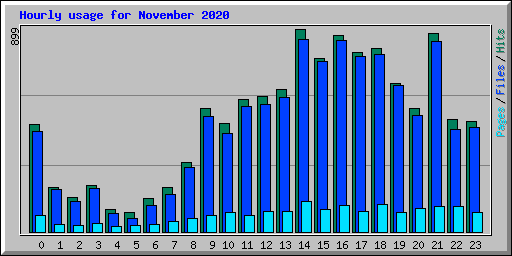 Hourly usage for November 2020
899
Pages/Files/Hits
0 1 2 3 4 5 6 7 8 9 10 11 12 13 14 15 16 17 18 19 20 21 22 23